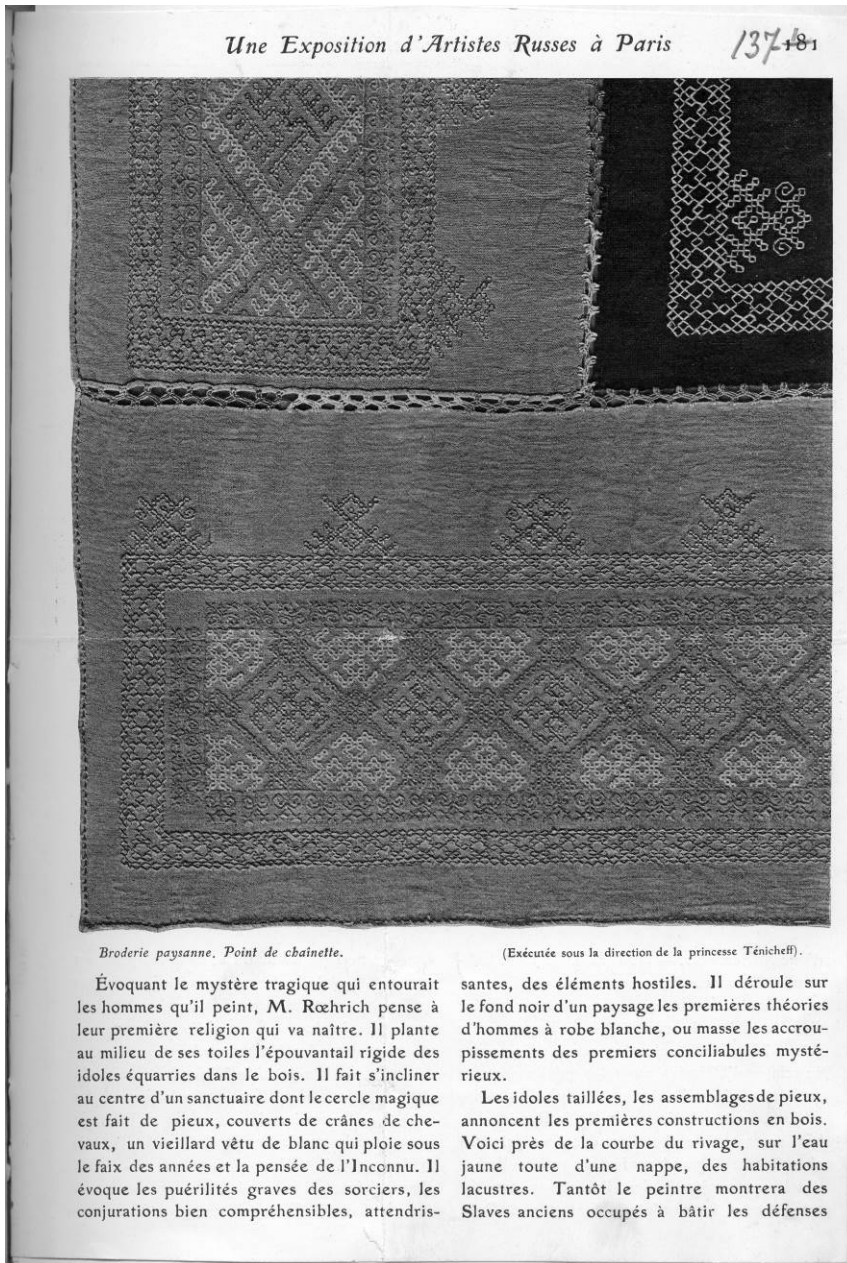 Une Exposition d'Artistes Russes à Paris
137
181
Broderie paysanne. Point de chaînette.
(Exécutée sous la direction de la princesse Ténicheff).
Évoquant le mystère tragique qui entourait
les hommes qu'il peint, M. Rœhrich pense à
leur première religion qui va naître. Il plante
au milieu de ses toiles l'épouvantail rigide des
idoles équarries dans le bois. Il fait s'incliner
au centre d'un sanctuaire dont le cercle magique
est fait de pieux, couverts de crânes de che-
vaux, un vieillard vêtu de blanc qui ploie sous
le faix des années et la pensée de l'Inconnu. Il
évoque les puérilités graves des sorciers, les
conjurations bien compréhensibles, attendris-
santes, des éléments hostiles. Il déroule sur
le fond noir d'un paysage les premières théories
d'hommes à robe blanche, ou masse les accrou-
pissements des premiers conciliabules mysté-
rieux.
Les idoles taillées, les assemblages de pieux,
annoncent les premières constructions en bois.
Voici près de la courbe du rivage, sur l'eau
jaune toute d'une nappe, des habitations
lacustres. Tantôt le peintre montrera des
Slaves anciens occupés à bâtir les défenses